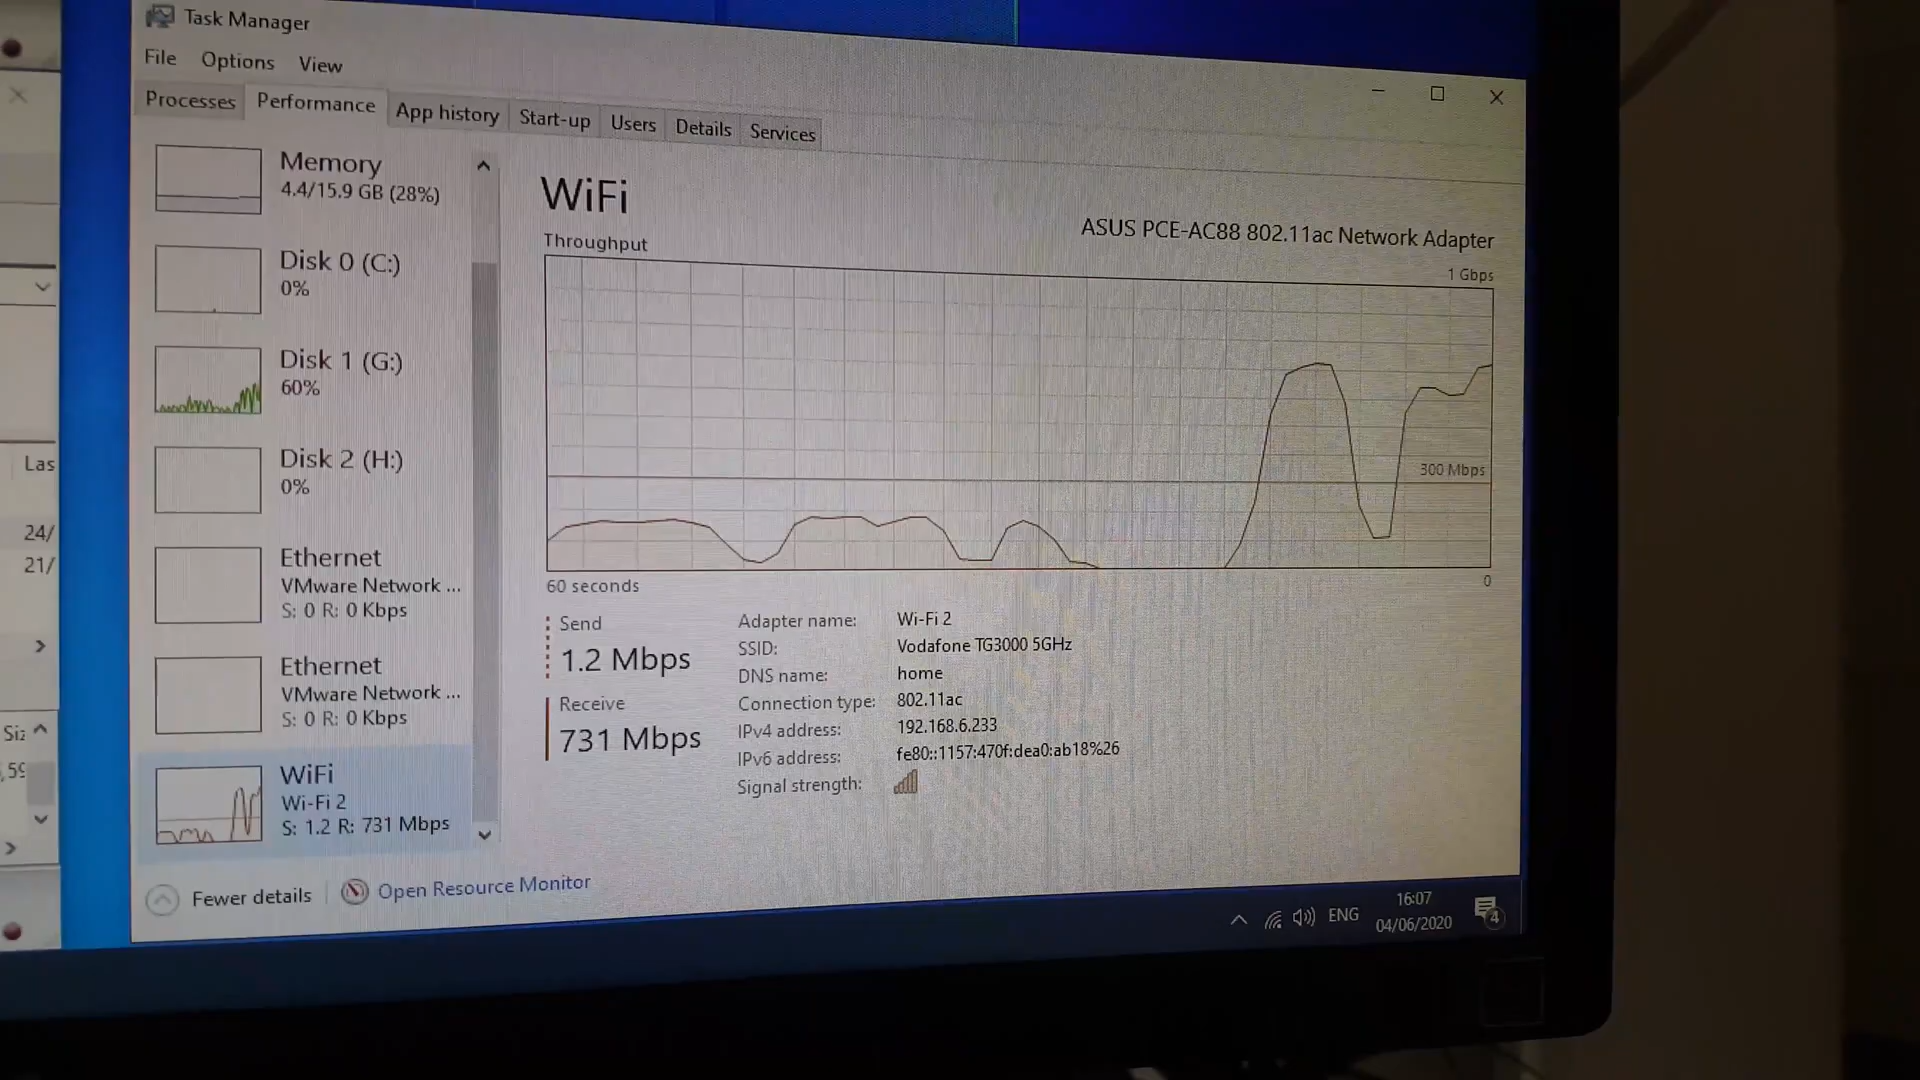 Task Manager
File Options View
Processes Performance App history Start-up Users Details Services
Memory
4.4/15.9 GB (28%)
Disk 0 (C:)
0%
Disk 1 (G:)
60%
Disk 2 (H:)
0%
Ethernet
VMware Network ...
S: 0 R: 0 Kbps
Ethernet
VMware Network ...
S: 0 R: 0 Kbps
WiFi
Wi-Fi 2
S: 1.2 R: 731 Mbps
WiFi
ASUS PCE-AC88 802.11ac Network Adapter
Throughput
1 Gbps
300 Mbps
60 seconds
0
Send
1.2 Mbps
Receive
731 Mbps
Adapter name: Wi-Fi 2
SSID: Vodafone TG3000 5GHz
DNS name: home
Connection type: 802.11ac
IPv4 address: 192.168.6.233
IPv6 address: fe80::1157:470f:dea0:ab18%26
Signal strength:
Fewer details
Open Resource Monitor
ENG
16:07
04/06/2020
4
Las
24/
21/